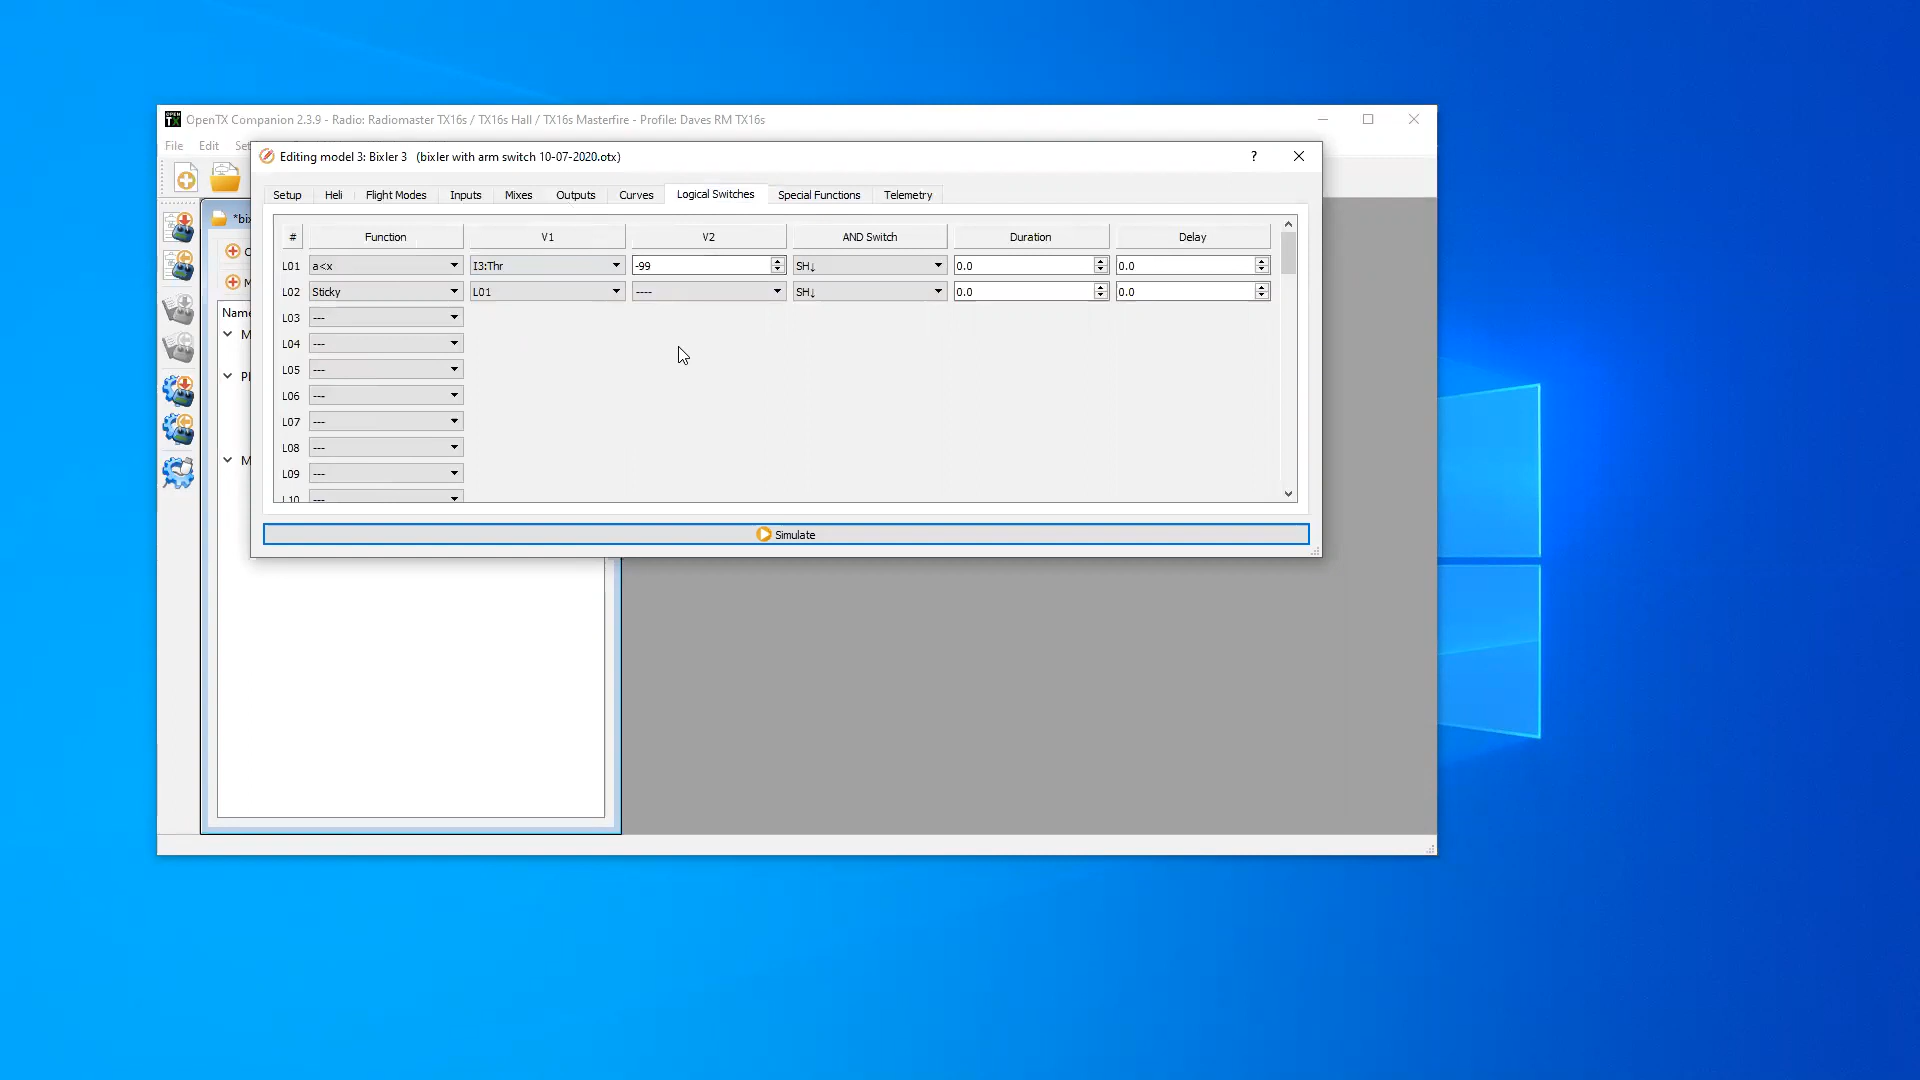 OpenTX Companion 2.3.9 - Radio: Radiomaster TX16s / TX16s Hall / TX16s Masterfire - Profile: Daves RM TX16s
File Edit Set
Editing model 3: Bixler 3 (bixler with arm switch 10-07-2020.otx)
?
Setup Heli Flight Modes Inputs Mixes Outputs Curves Logical Switches Special Functions Telemetry
*bix
# Function V1 V2 AND Switch Duration Delay
L01 a<x I3:Thr -99 SH↓ 0.0 0.0
L02 Sticky L01 ---- SH↓ 0.0 0.0
L03 ---
L04 ---
L05 ---
L06 ---
L07 ---
L08 ---
L09 ---
L10 ---
Name
M
Pl
M
Simulate